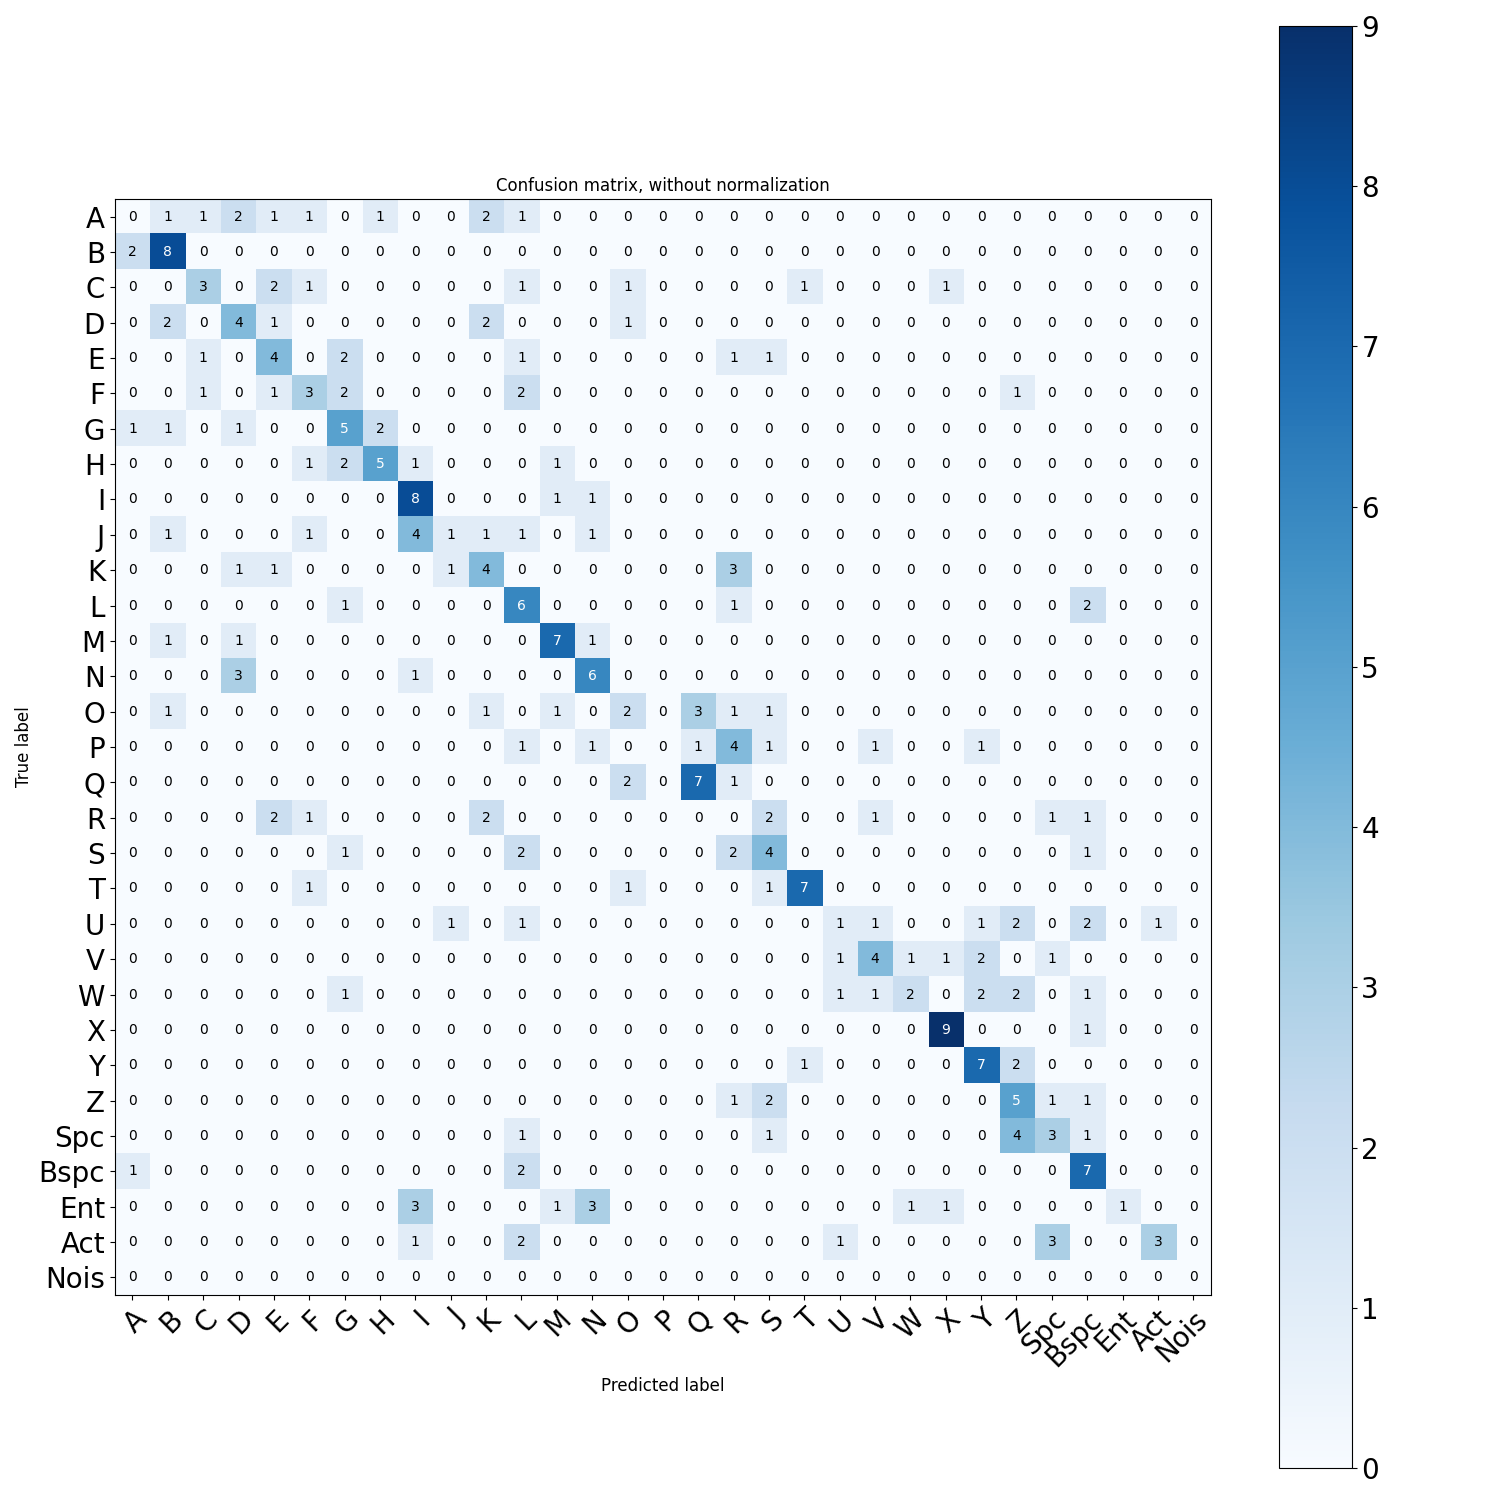 Confusion matrix, without normalization
A 0 1 1 2 1 1 0 1 0 0 2 1 0 0 0 0 0 0 0 0 0 0 0 0 0 0 0 0 0 0 0
B 2 8 0 0 0 0 0 0 0 0 0 0 0 0 0 0 0 0 0 0 0 0 0 0 0 0 0 0 0 0 0
C 0 0 3 0 2 1 0 0 0 0 0 1 0 0 1 0 0 0 0 1 0 0 0 1 0 0 0 0 0 0 0
D 0 2 0 4 1 0 0 0 0 0 2 0 0 0 1 0 0 0 0 0 0 0 0 0 0 0 0 0 0 0 0
E 0 0 1 0 4 0 2 0 0 0 0 1 0 0 0 0 0 1 1 0 0 0 0 0 0 0 0 0 0 0 0
F 0 0 1 0 1 3 2 0 0 0 0 2 0 0 0 0 0 0 0 0 0 0 0 0 0 1 0 0 0 0 0
G 1 1 0 1 0 0 5 2 0 0 0 0 0 0 0 0 0 0 0 0 0 0 0 0 0 0 0 0 0 0 0
H 0 0 0 0 0 1 2 5 1 0 0 0 1 0 0 0 0 0 0 0 0 0 0 0 0 0 0 0 0 0 0
I 0 0 0 0 0 0 0 0 8 0 0 0 1 1 0 0 0 0 0 0 0 0 0 0 0 0 0 0 0 0 0
J 0 1 0 0 0 1 0 0 4 1 1 1 0 1 0 0 0 0 0 0 0 0 0 0 0 0 0 0 0 0 0
K 0 0 0 1 1 0 0 0 0 1 4 0 0 0 0 0 0 3 0 0 0 0 0 0 0 0 0 0 0 0 0
L 0 0 0 0 0 0 1 0 0 0 0 6 0 0 0 0 0 1 0 0 0 0 0 0 0 0 0 2 0 0 0
M 0 1 0 1 0 0 0 0 0 0 0 0 7 1 0 0 0 0 0 0 0 0 0 0 0 0 0 0 0 0 0
N 0 0 0 3 0 0 0 0 1 0 0 0 0 6 0 0 0 0 0 0 0 0 0 0 0 0 0 0 0 0 0
O 0 1 0 0 0 0 0 0 0 0 1 0 1 0 2 0 3 1 1 0 0 0 0 0 0 0 0 0 0 0 0
P 0 0 0 0 0 0 0 0 0 0 0 1 0 1 0 0 1 4 1 0 0 1 0 0 1 0 0 0 0 0 0
Q 0 0 0 0 0 0 0 0 0 0 0 0 0 0 2 0 7 1 0 0 0 0 0 0 0 0 0 0 0 0 0
R 0 0 0 0 2 1 0 0 0 0 2 0 0 0 0 0 0 0 2 0 0 1 0 0 0 0 1 1 0 0 0
S 0 0 0 0 0 0 1 0 0 0 0 2 0 0 0 0 0 2 4 0 0 0 0 0 0 0 0 1 0 0 0
T 0 0 0 0 0 1 0 0 0 0 0 0 0 0 1 0 0 0 1 7 0 0 0 0 0 0 0 0 0 0 0
U 0 0 0 0 0 0 0 0 0 1 0 1 0 0 0 0 0 0 0 0 1 1 0 0 1 2 0 2 0 1 0
V 0 0 0 0 0 0 0 0 0 0 0 0 0 0 0 0 0 0 0 0 1 4 1 1 2 0 1 0 0 0 0
W 0 0 0 0 0 0 1 0 0 0 0 0 0 0 0 0 0 0 0 0 1 1 2 0 2 2 0 1 0 0 0
X 0 0 0 0 0 0 0 0 0 0 0 0 0 0 0 0 0 0 0 0 0 0 0 9 0 0 0 1 0 0 0
Y 0 0 0 0 0 0 0 0 0 0 0 0 0 0 0 0 0 0 0 1 0 0 0 0 7 2 0 0 0 0 0
Z 0 0 0 0 0 0 0 0 0 0 0 0 0 0 0 0 0 1 2 0 0 0 0 0 0 5 1 1 0 0 0
Spc 0 0 0 0 0 0 0 0 0 0 0 1 0 0 0 0 0 0 1 0 0 0 0 0 0 4 3 1 0 0 0
Bspc 1 0 0 0 0 0 0 0 0 0 0 2 0 0 0 0 0 0 0 0 0 0 0 0 0 0 0 7 0 0 0
Ent 0 0 0 0 0 0 0 0 3 0 0 0 1 3 0 0 0 0 0 0 0 0 1 1 0 0 0 0 1 0 0
Act 0 0 0 0 0 0 0 0 1 0 0 2 0 0 0 0 0 0 0 0 1 0 0 0 0 0 3 0 0 3 0
Nois 0 0 0 0 0 0 0 0 0 0 0 0 0 0 0 0 0 0 0 0 0 0 0 0 0 0 0 0 0 0 0
A B C D E F G H I J K L M N O P Q R S T U V W X Y Z Spc Bspc Ent Act Nois
Predicted label
True label
9
8
7
6
5
4
3
2
1
0